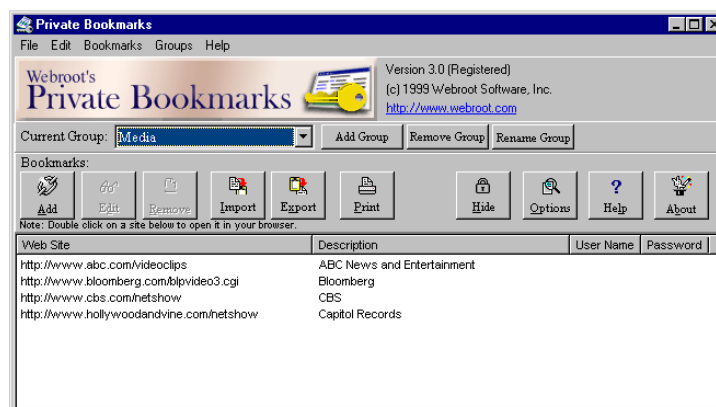 Private Bookmarks
File Edit Bookmarks Groups Help
Webroot's
Private Bookmarks
Version 3.0 (Registered)
(c) 1999 Webroot Software, Inc.
http://www.webroot.com
Current Group: Media Add Group Remove Group Rename Group
Bookmarks:
Add Edit Remove Import Export Print Hide Options Help About
Note: Double click on a site below to open it in your browser.
Web Site Description User Name Password
http://www.abc.com/videoclips ABC News and Entertainment
http://www.bloomberg.com/blpvideo3.cgi Bloomberg
http://www.cbs.com/netshow CBS
http://www.hollywoodandvine.com/netshow Capitol Records